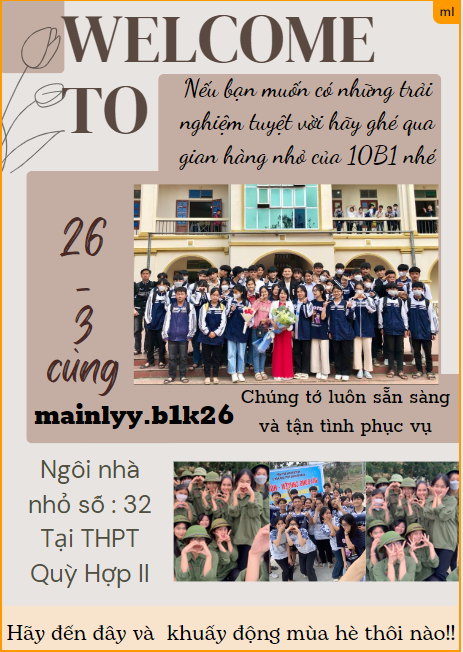 ml
WELCOME
TO
Nếu bạn muốn có những trải
nghiệm tuyệt vời hãy ghé qua
gian hàng nhỏ của 10B1 nhé
26
-
3
cùng
mainlyy.b1k26
Chúng tớ luôn sẵn sàng
và tận tình phục vụ
Ngôi nhà
nhỏ số : 32
Tại THPT
Quỳ Hợp II
Hãy đến đây và khuấy động mùa hè thôi nào!!